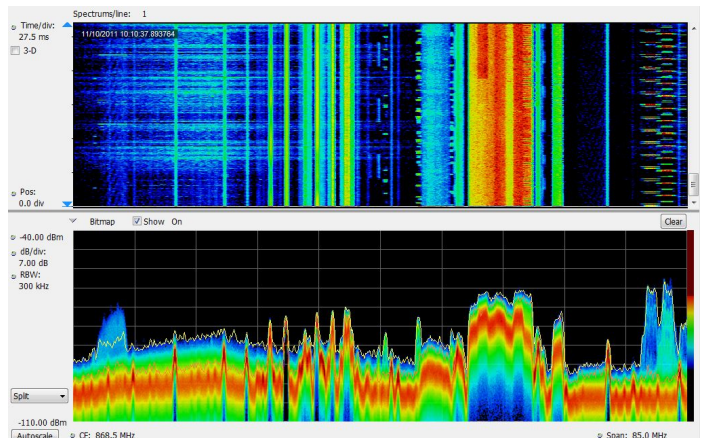 Spectrums/line: 1
Time/div:
27.5 ms
3-D
11/10/2011 10:10:37.893764
Pos:
0.0 div
Bitmap Show On
Clear
-40.00 dBm
dB/div:
7.00 dB
RBW:
300 kHz
Split
-110.00 dBm
Autoscale CF: 868.5 MHz Span: 85.0 MHz